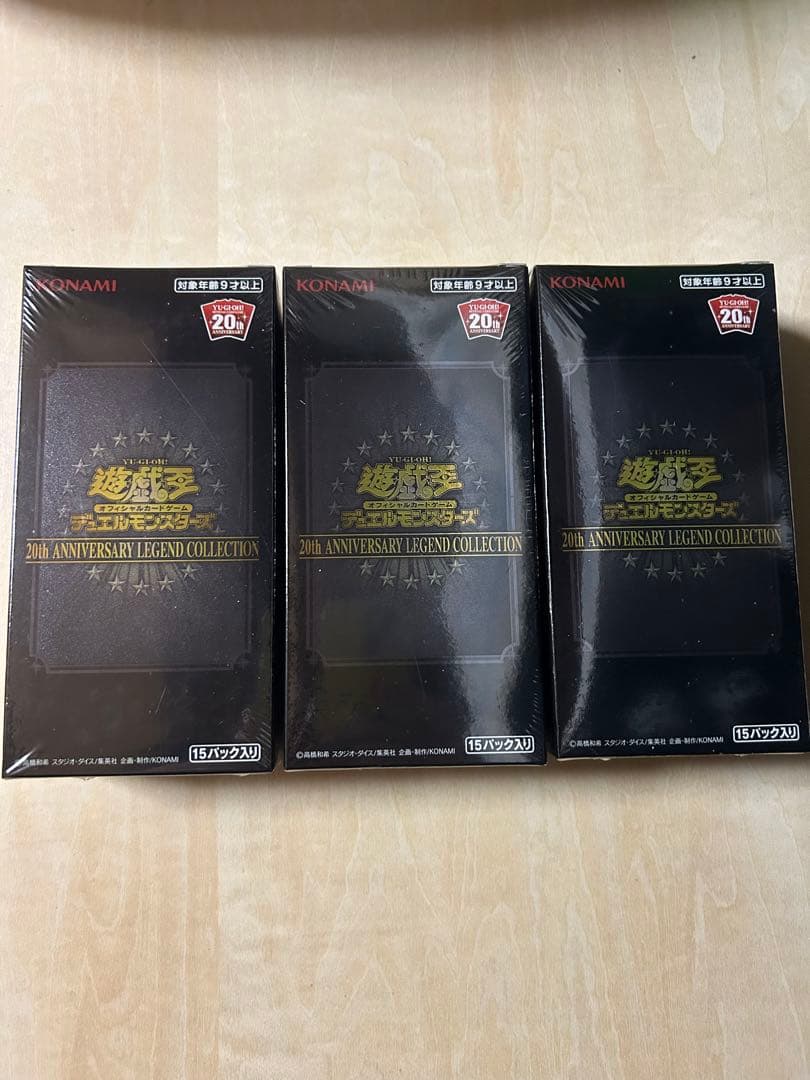 KONAMI
対象年齢9才以上
YU-GI-OH!
20th
ANNIVERSARY
YU-GI-OH!
遊戯王
オフィシャルカードゲーム
デュエルモンスターズ
20th ANNIVERSARY LEGEND COLLECTION
15パック入り
©高橋和希 スタジオ・ダイス/集英社 企画・制作/KONAMI
KONAMI
対象年齢9才以上
YU-GI-OH!
20th
ANNIVERSARY
YU-GI-OH!
遊戯王
オフィシャルカードゲーム
デュエルモンスターズ
20th ANNIVERSARY LEGEND COLLECTION
15パック入り
©高橋和希 スタジオ・ダイス/集英社 企画・制作/KONAMI
KONAMI
対象年齢9才以上
YU-GI-OH!
20th
ANNIVERSARY
YU-GI-OH!
遊戯王
オフィシャルカードゲーム
デュエルモンスターズ
20th ANNIVERSARY LEGEND COLLECTION
15パック入り
©高橋和希 スタジオ・ダイス/集英社 企画・制作/KONAMI